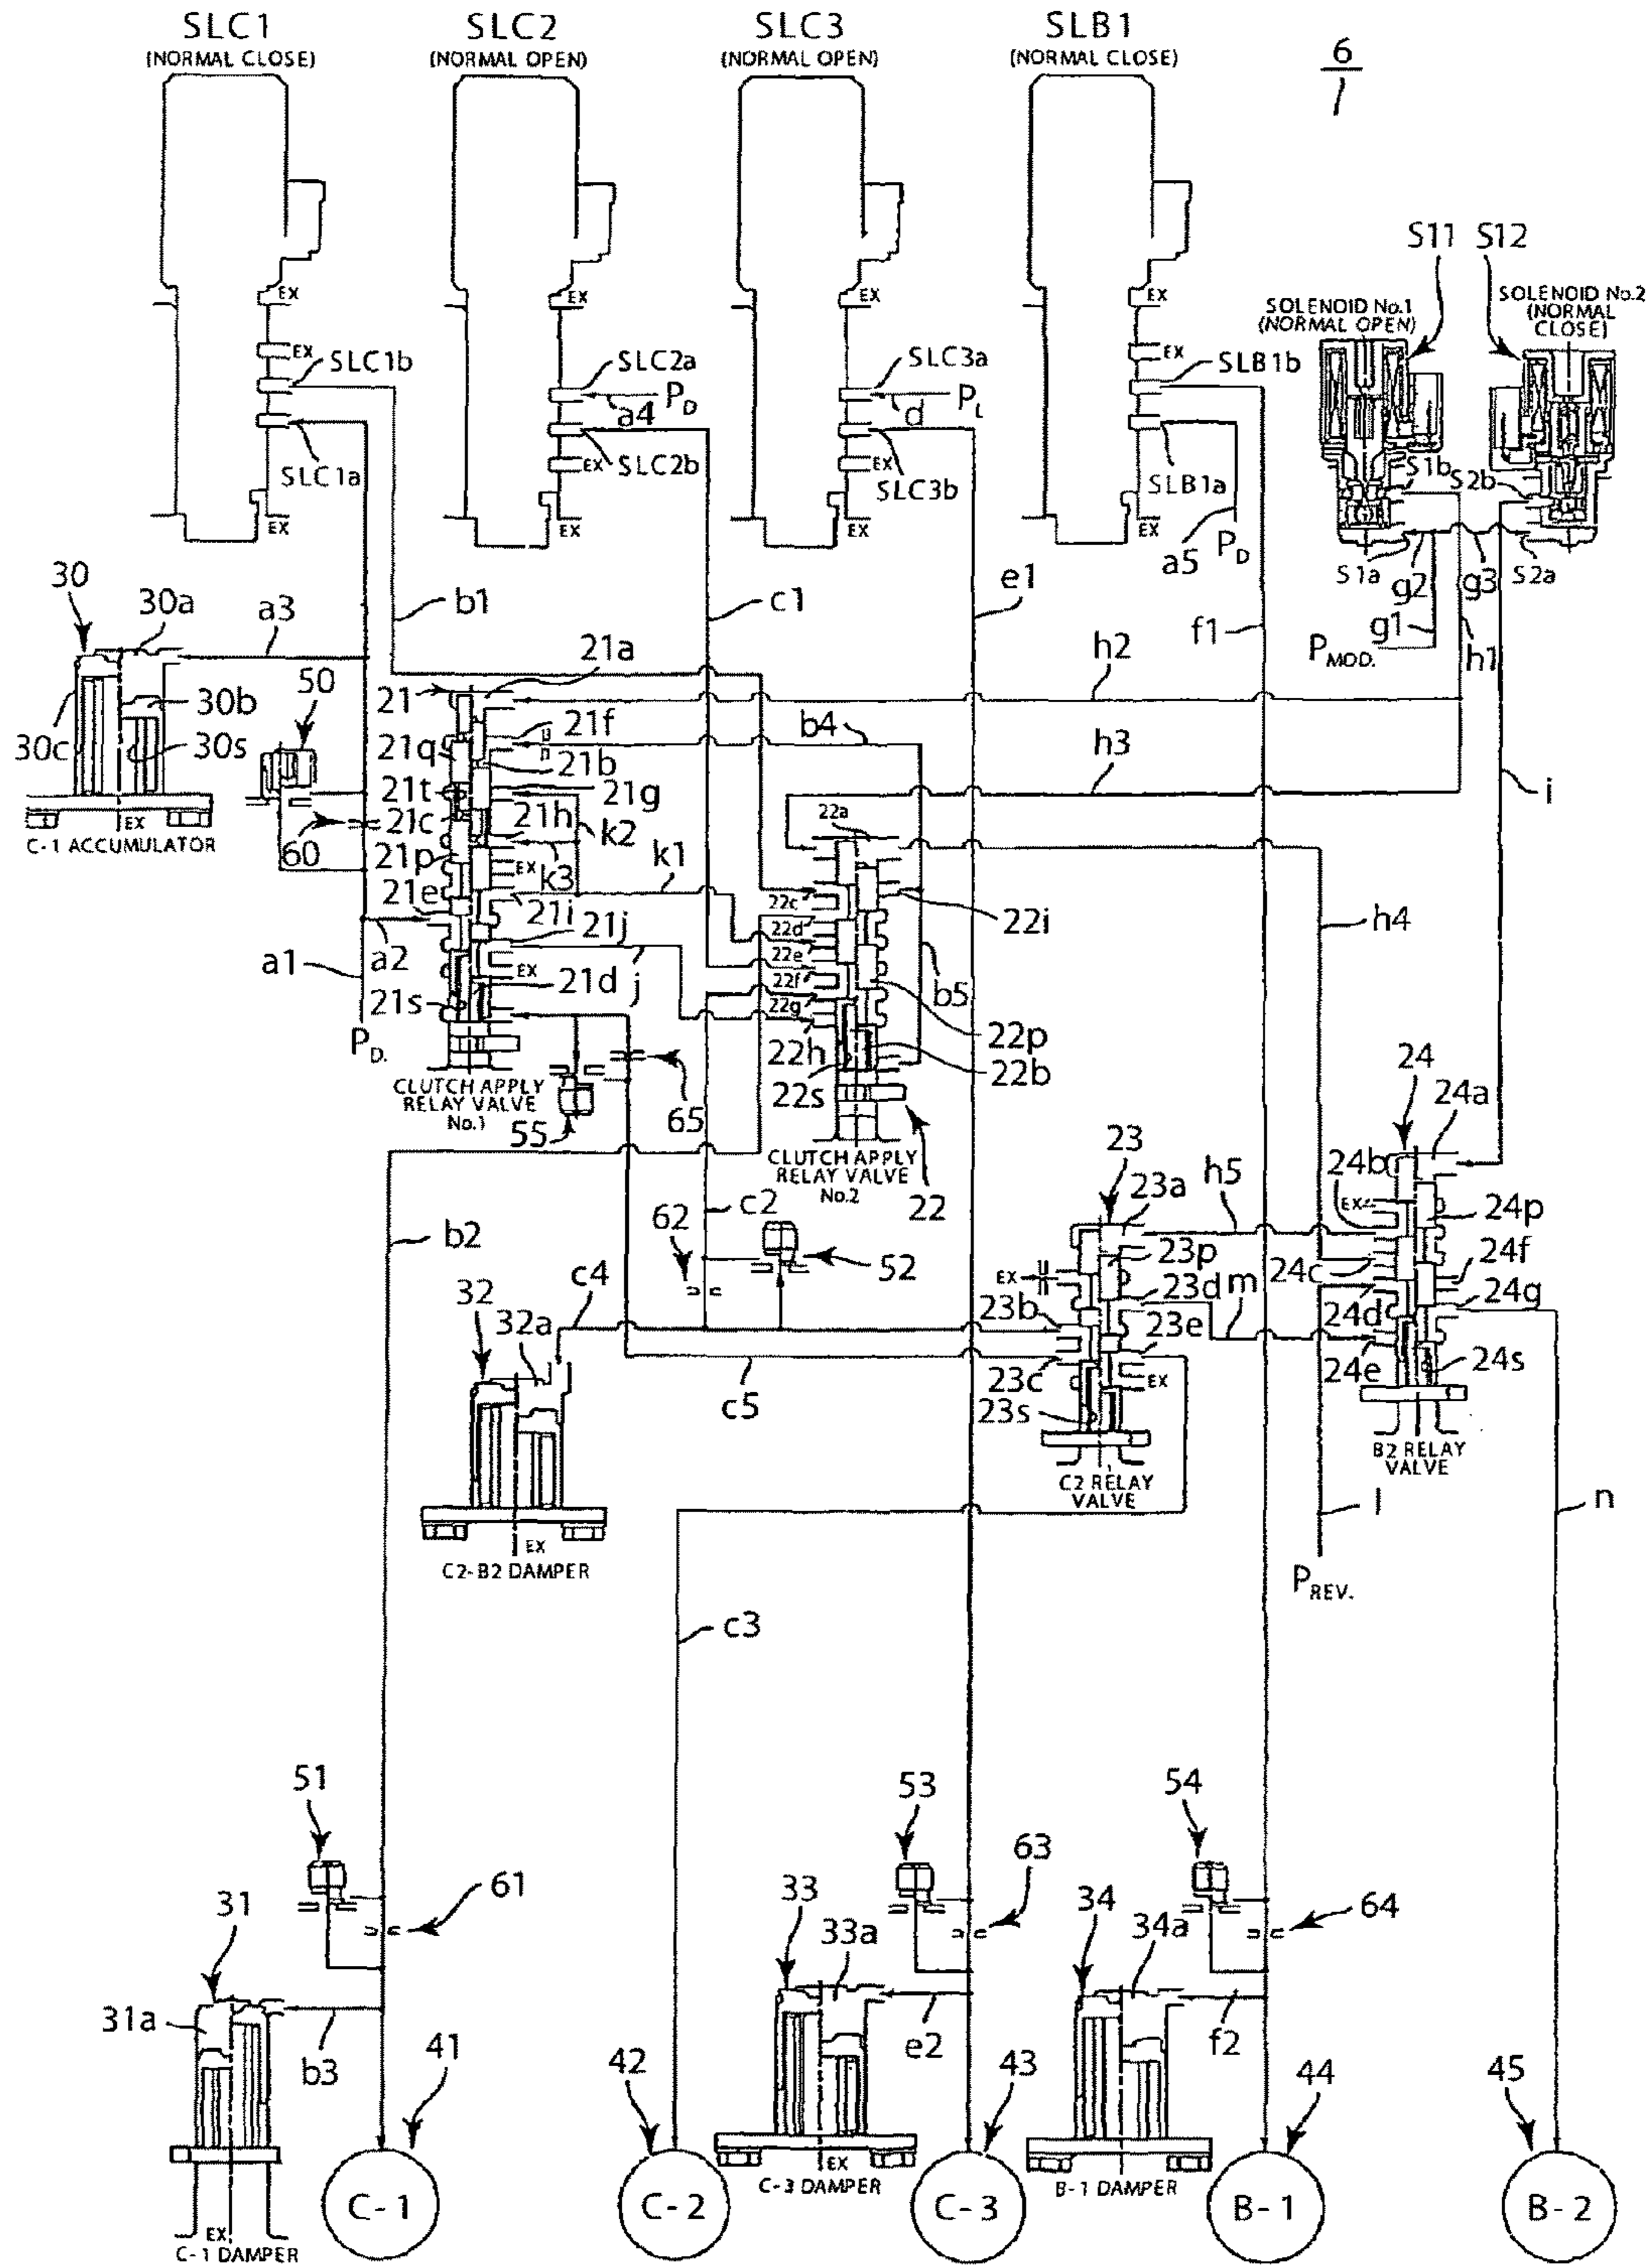 SLC1
(NORMAL CLOSE)
SLC2
(NORMAL OPEN)
SLC3
(NORMAL OPEN)
SLB1
(NORMAL CLOSE)
6
S11
S12
SOLENOID No.1
(NORMAL OPEN)
SOLENOID No.2
(NORMAL
CLOSE)
EX
EX
EX
EX
EX
SLC1b
SLC2a
PD
a4
SLC3a
PL
d
EX
SLB1b
SLC1a
EX
SLC2b
EX
SLC3b
SLB1a
S1b
S2b
EX
EX
EX
EX
PD
a5
S1a
g2
g3
S2a
g1
PMOD.
h1
30
30a
a3
b1
c1
e1
f1
21a
h2
50
21
30b
21f
b4
30c
30s
21q
21b
h3
i
21t
21g
22a
21c
21h
k2
EX
C-1 ACCUMULATOR
60
21p
EX
k3
k1
21e
21i
22c
22i
22d
21j
h4
a1
a2
22e
EX
22f
21d
j
b5
21s
22g
22p
22h
PD.
22s
22b
24
CLUTCH APPLY
RELAY VALVE
No.1
55
65
24a
23
CLUTCH APPLY
RELAY VALVE
No.2
22
24b
23a
h5
c2
EX
24p
b2
62
23p
52
24c
24f
c4
EX
23d
m
24g
32
32a
23b
24d
23e
24e
24s
23c
EX
c5
23s
B2 RELAY
VALVE
C2 RELAY
VALVE
l
n
EX
C2-B2 DAMPER
PREV.
c3
51
53
54
61
63
64
31
33
33a
34
34a
31a
b3
41
42
e2
43
f2
44
45
EX
C-3 DAMPER
EX
B-1 DAMPER
C-1
C-2
C-3
B-1
B-2
EX
C-1 DAMPER